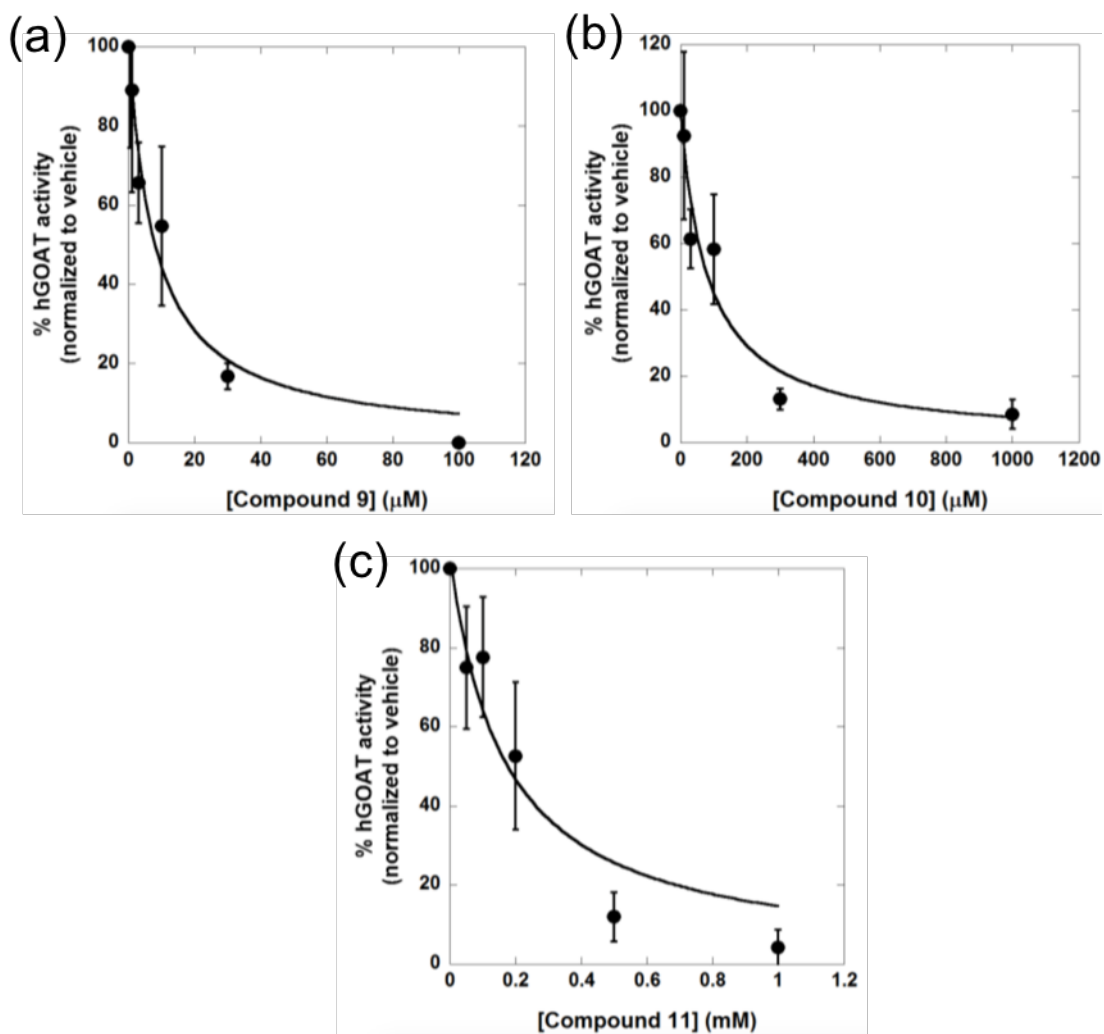 (a)
% hGOAT activity
(normalized to vehicle)
100
80
60
40
20
0
0 20 40 60 80 100 120
[Compound 9] (μM)
(b)
% hGOAT activity
(normalized to vehicle)
120
100
80
60
40
20
0
0 200 400 600 800 1000 1200
[Compound 10] (μM)
(c)
% hGOAT activity
(normalized to vehicle)
100
80
60
40
20
0
0 0.2 0.4 0.6 0.8 1 1.2
[Compound 11] (mM)